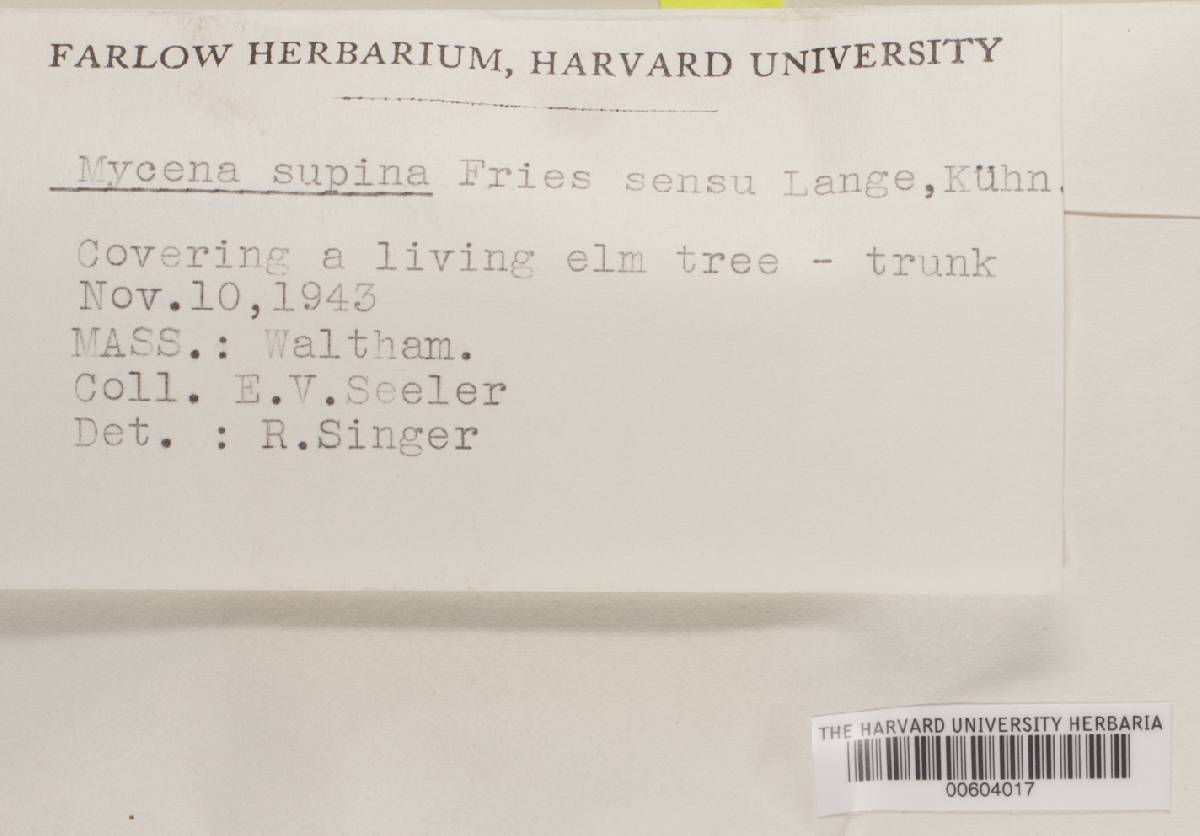 FARLOW HERBARIUM, HARVARD UNIVERSITY
Mycena supina Fries sensu Lange,Kühn.
Covering a living elm tree - trunk
Nov.10,1943
MASS.: Waltham.
Coll. E.V.Seeler
Det. : R.Singer
THE HARVARD UNIVERSITY HERBARIA
00604017